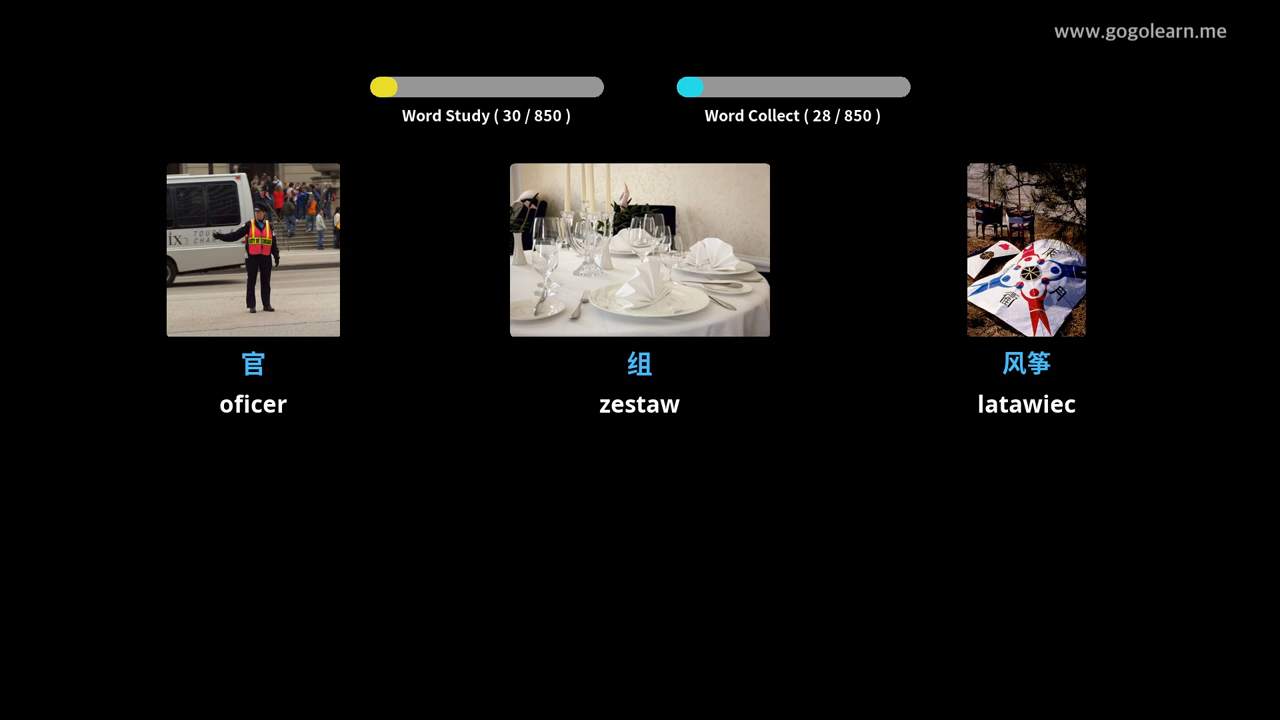 www.gogolearn.me
Word Study ( 30 / 850 )
Word Collect ( 28 / 850 )
官
组
风筝
oficer
zestaw
latawiec